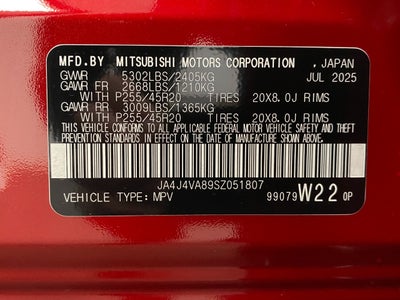 MFD.BY MITSUBISHI MOTORS CORPORATION ,JAPAN
GVWR 5302LBS/2405KG JUL 2025
GAWR FR 2668LBS/1210KG
WITH P255/45R20 TIRES 20X8.0J RIMS
GAWR RR 3009LBS/1365KG
WITH P255/45R20 TIRES 20X8.0J RIMS
THIS VEHICLE CONFORMS TO ALL APPLICABLE FEDERAL MOTOR
VEHICLE SAFETY, BUMPER, AND THEFT PREVENTION STANDARDS
IN EFFECT ON THE DATE OF MANUFACTURE SHOWN ABOVE.
JA4J4VA89SZ051807
VEHICLE TYPE:MPV 99079 W22 0P